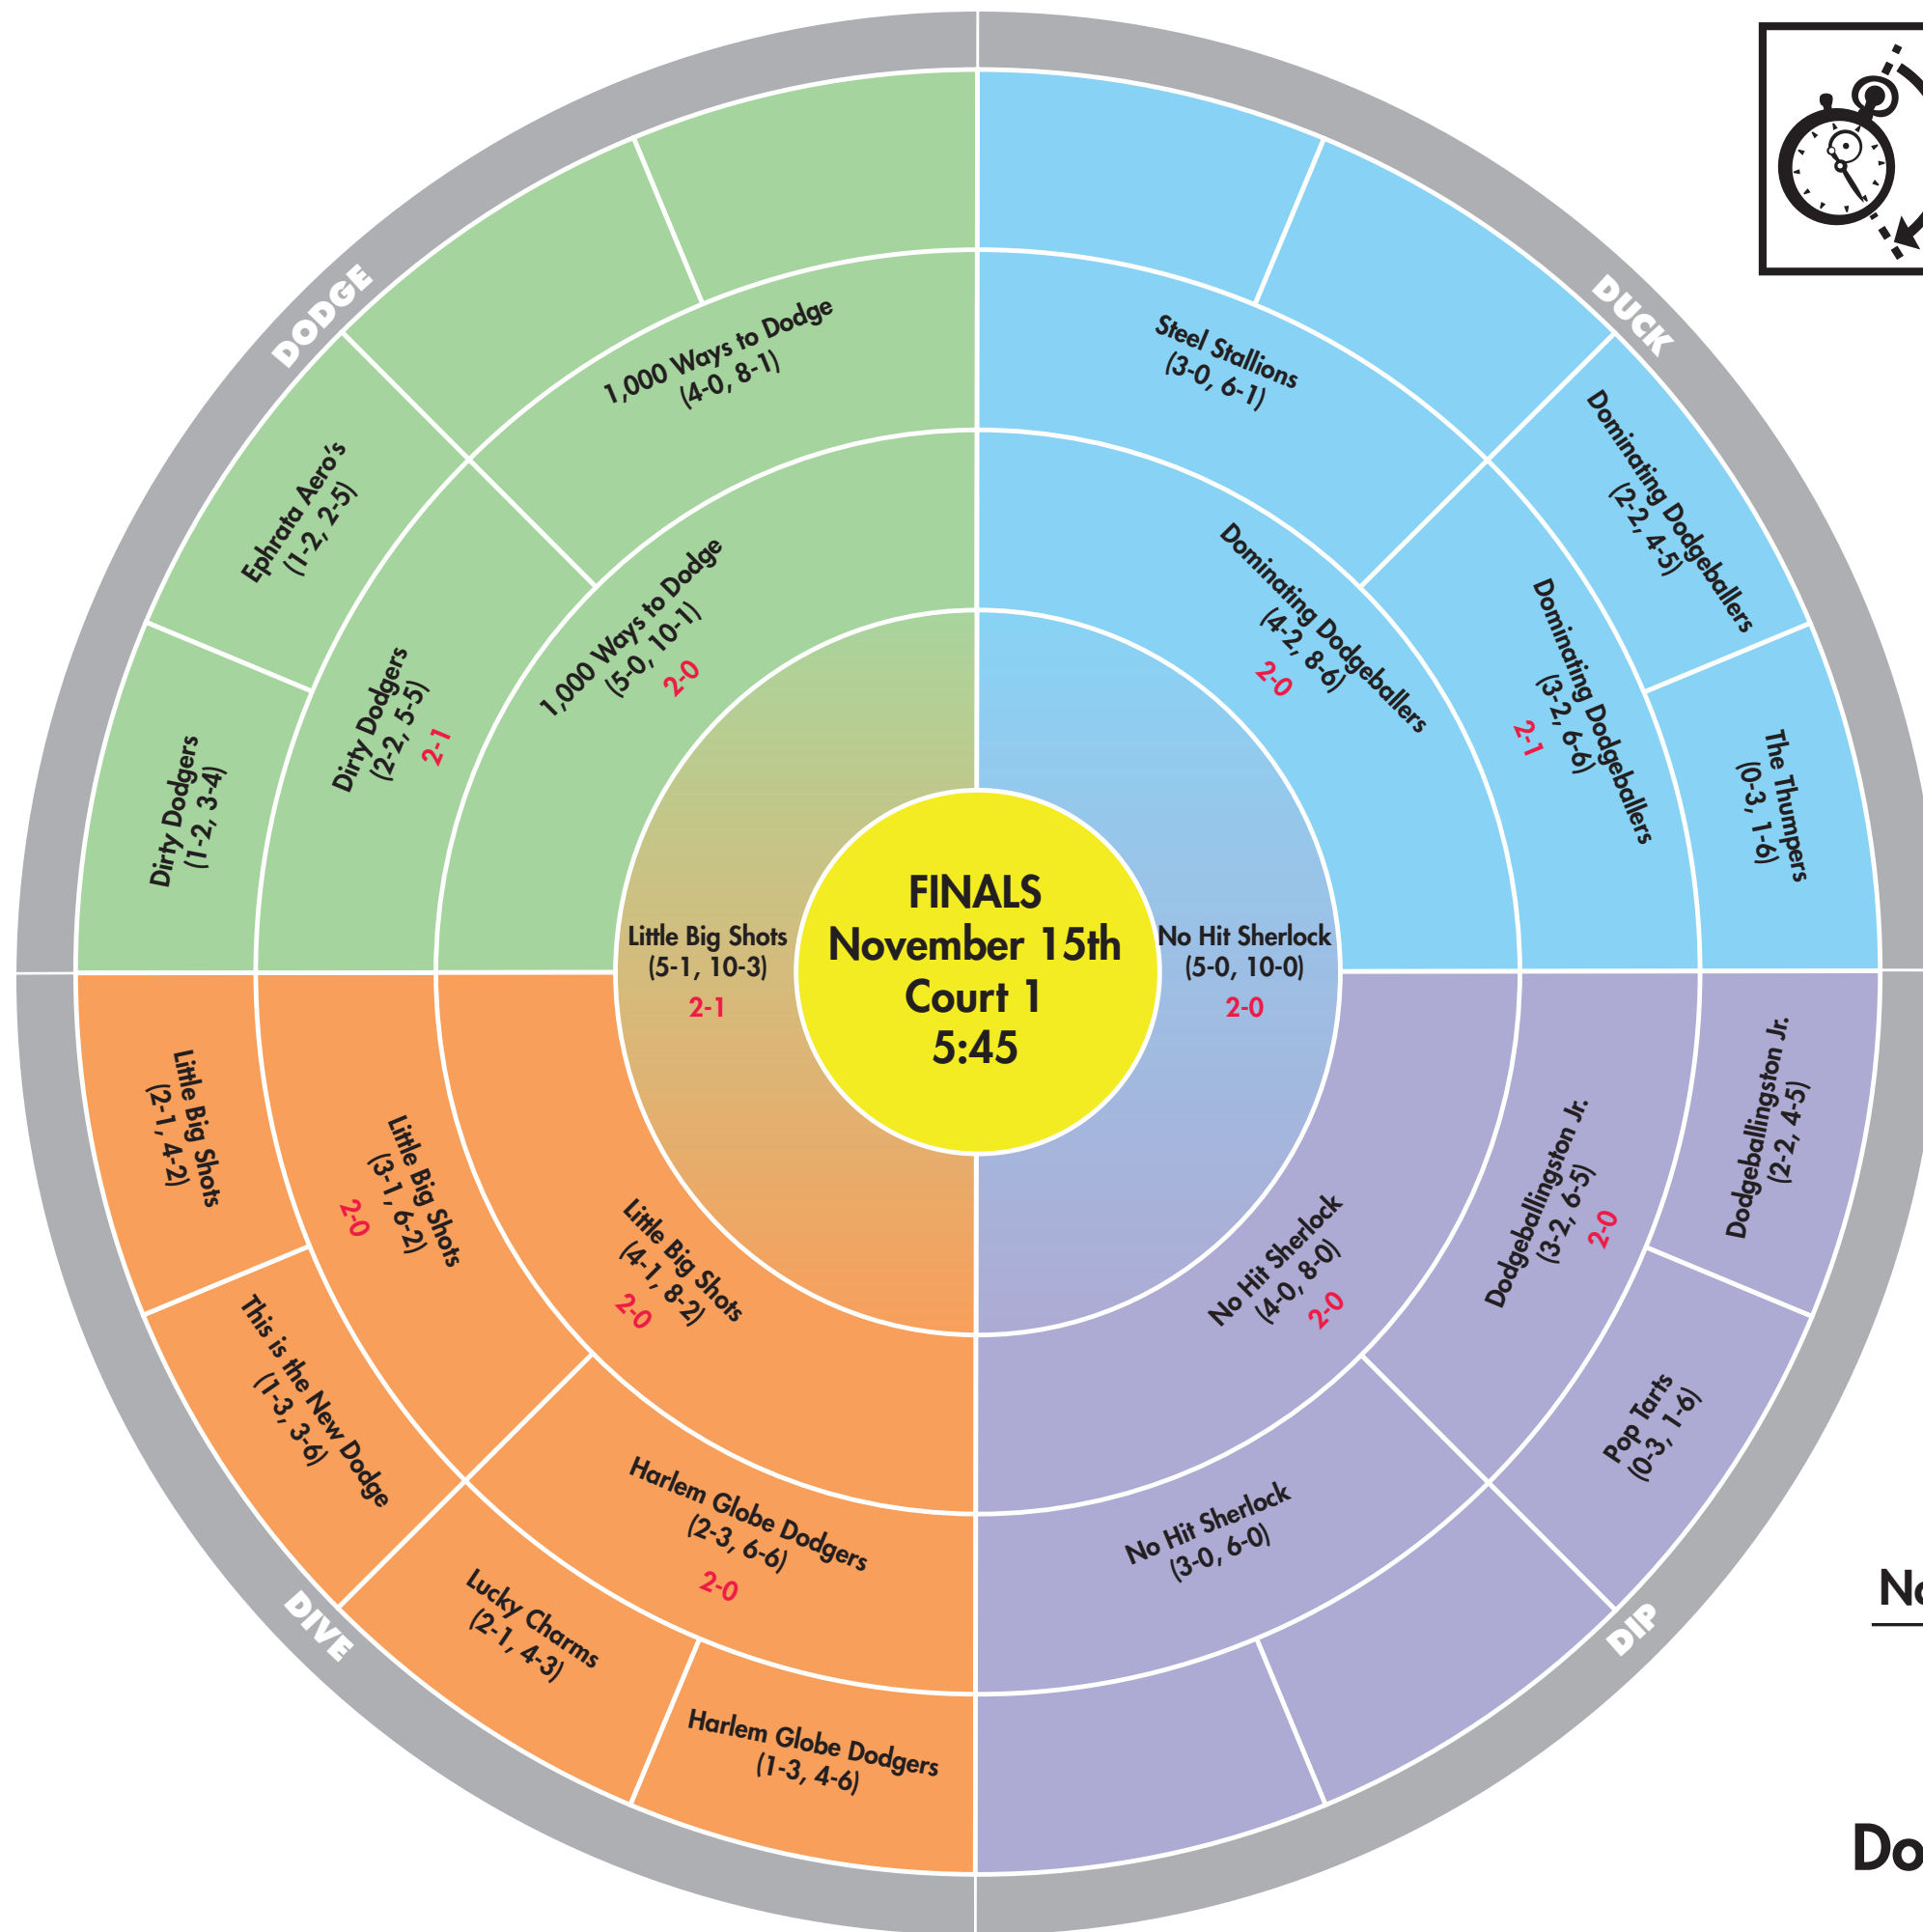 DODGE
1,000 Ways to Dodge
(4-0, 8-1)
Ephrata Aero's
(1-2, 2-5)
Dirty Dodgers
(1-2, 3-4)
Dirty Dodgers
(2-2, 5-5)
2-1
1,000 Ways to Dodge
(5-0, 10-1)
2-0
DUCK
Steel Stallions
(3-0, 6-1)
Dominating Dodgeballers
(2-2, 4-5)
The Thumpers
(0-3, 1-6)
Dominating Dodgeballers
(3-2, 6-6)
2-1
Dominating Dodgeballers
(4-2, 8-6)
2-0
Little Big Shots
(5-1, 10-3)
2-1
FINALS
November 15th
Court 1
5:45
No Hit Sherlock
(5-0, 10-0)
2-0
DIVE
Little Big Shots
(2-1, 4-2)
This is the New Dodge
(1-3, 3-6)
Little Big Shots
(3-1, 6-2)
2-0
Little Big Shots
(4-1, 8-2)
2-0
Harlem Globe Dodgers
(2-3, 6-6)
2-0
Lucky Charms
(2-1, 4-3)
Harlem Globe Dodgers
(1-3, 4-6)
DIP
Dodgeballingston Jr.
(2-2, 4-5)
Pop Tarts
(0-3, 1-6)
Dodgeballingston Jr.
(3-2, 6-5)
2-0
No Hit Sherlock
(4-0, 8-0)
2-0
No Hit Sherlock
(3-0, 6-0)
Do